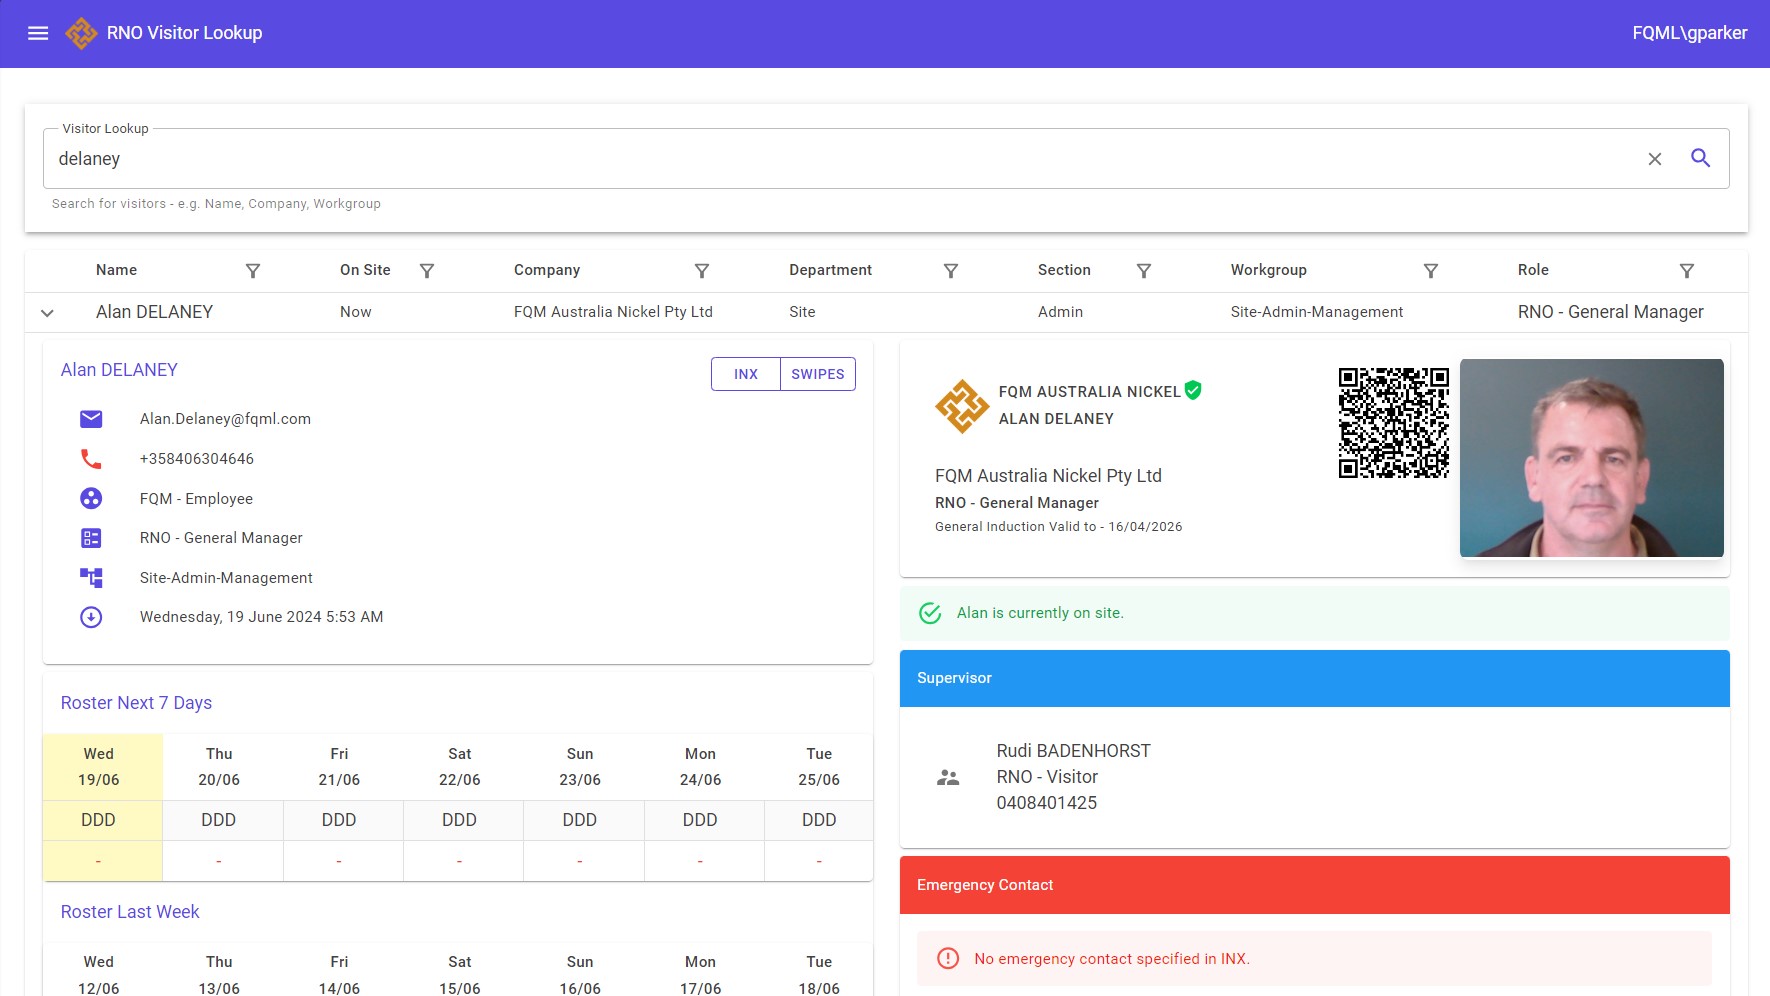 RNO Visitor Lookup
FQML\gparker
Visitor Lookup
delaney
Search for visitors - e.g. Name, Company, Workgroup
Name On Site Company Department Section Workgroup Role
Alan DELANEY Now FQM Australia Nickel Pty Ltd Site Admin Site-Admin-Management RNO - General Manager
Alan DELANEY
INX SWIPES
Alan.Delaney@fqml.com
+358406304646
FQM - Employee
RNO - General Manager
Site-Admin-Management
Wednesday, 19 June 2024 5:53 AM
Roster Next 7 Days
Wed Thu Fri Sat Sun Mon Tue
19/06 20/06 21/06 22/06 23/06 24/06 25/06
DDD DDD DDD DDD DDD DDD DDD
- - - - - - -
Roster Last Week
Wed Thu Fri Sat Sun Mon Tue
12/06 13/06 14/06 15/06 16/06 17/06 18/06
FQM AUSTRALIA NICKEL
ALAN DELANEY
FQM Australia Nickel Pty Ltd
RNO - General Manager
General Induction Valid to - 16/04/2026
Alan is currently on site.
Supervisor
Rudi BADENHORST
RNO - Visitor
0408401425
Emergency Contact
No emergency contact specified in INX.